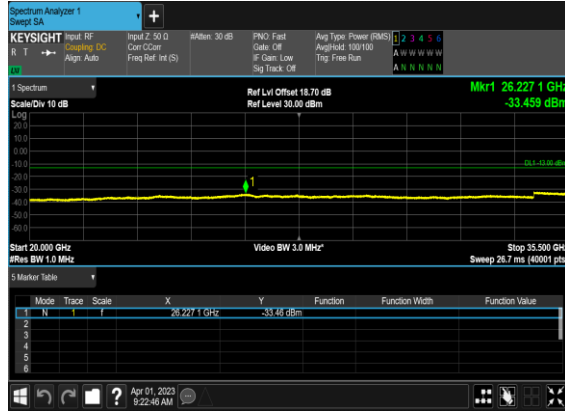 Spectrum Analyzer 1
Swept SA
+
KEYSIGHT Input: RF Input Z: 50 Ω #Atten: 30 dB PNO: Fast Avg Type: Power (RMS) 1 2 3 4 5 6
R T Coupling: DC Corr CCorr Gate: Off Avg|Hold: 100/100 A W W W W W
Align: Auto Freq Ref: Int (S) IF Gain: Low Trig: Free Run
Sig Track: Off A N N N N N
1 Spectrum Ref Lvl Offset 18.70 dB Mkr1 26.227 1 GHz
Scale/Div 10 dB Ref Level 30.00 dBm -33.459 dBm
Log
20.0
10.0
0.00
-10.0
DL1 -13.00 dBm
-20.0
1
-30.0
-40.0
-50.0
-60.0
Start 20.000 GHz Video BW 3.0 MHz* Stop 35.500 GH
#Res BW 1.0 MHz Sweep 26.7 ms (40001 pts
5 Marker Table
Mode Trace Scale X Y Function Function Width Function Value
1 N 1 f 26.227 1 GHz -33.46 dBm
2
3
4
5
6
? Apr 01, 2023
9:22:46 AM